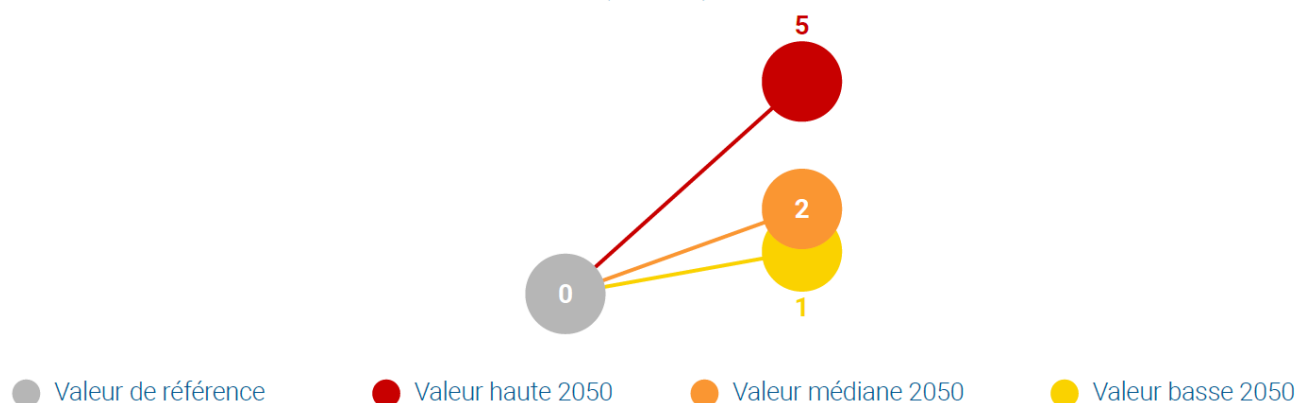 5
2
0
1
Valeur de référence
Valeur haute 2050
Valeur médiane 2050
Valeur basse 2050